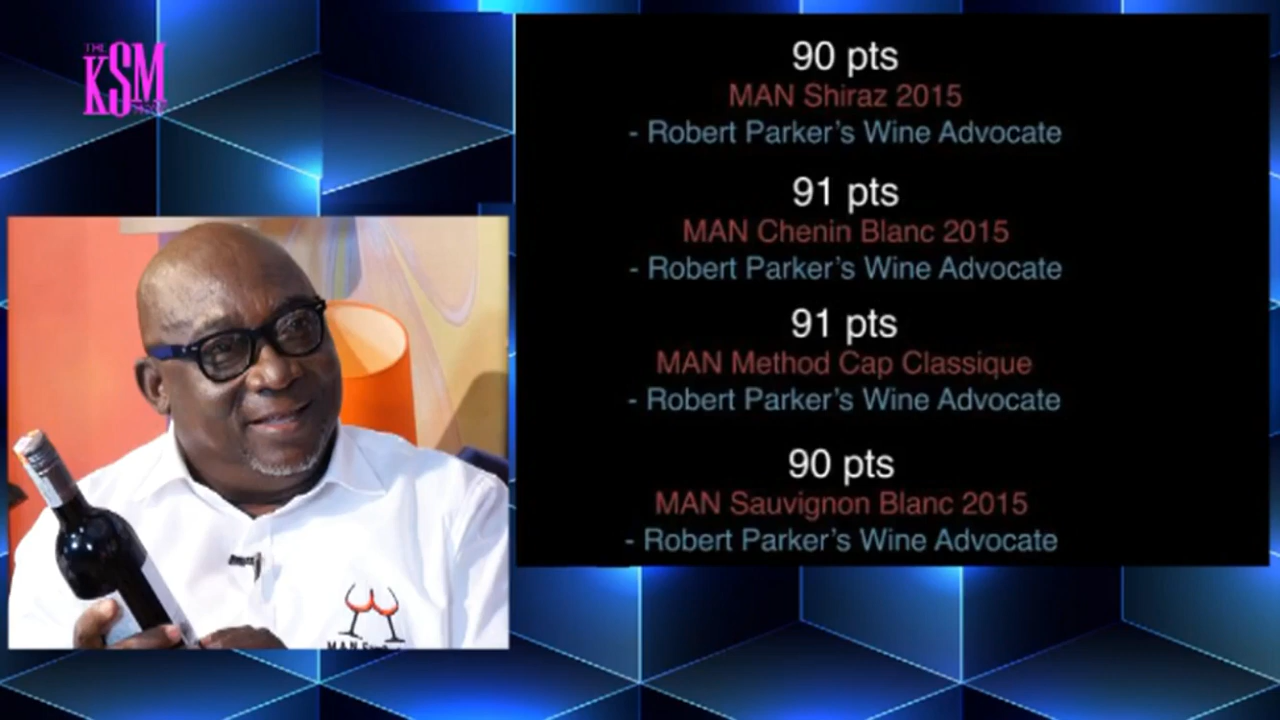 THE
KSM
90 pts
MAN Shiraz 2015
- Robert Parker's Wine Advocate
91 pts
MAN Chenin Blanc 2015
- Robert Parker's Wine Advocate
91 pts
MAN Method Cap Classique
- Robert Parker's Wine Advocate
90 pts
MAN Sauvignon Blanc 2015
- Robert Parker's Wine Advocate
MAN